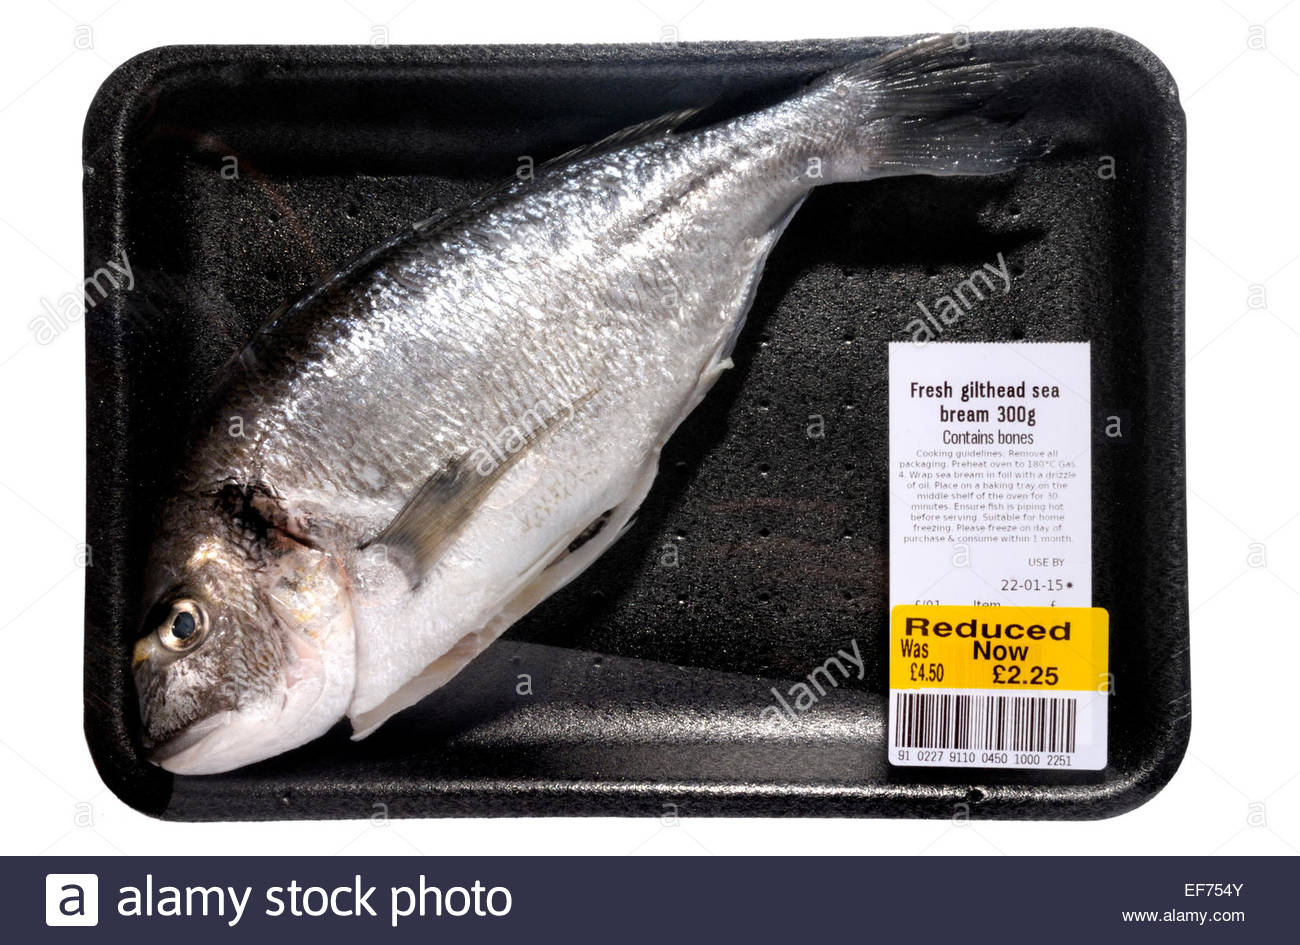 alamy
alamy
alamy
alamy
Fresh gilthead sea
bream 300g
Contains bones
Cooking guidelines: Remove all
packaging. Preheat oven to 180°C Gas
4. Wrap sea bream in foil with a drizzle
of oil. Place on a baking tray on the
middle shelf of the oven for 30
minutes. Ensure fish is piping hot
before serving. Suitable for home
freezing. Please freeze on day of
purchase & consume within 1 month.
USE BY
22-01-15*
Item £
Reduced
Was Now
£4.50 £2.25
91 0227 9110 0450 1000 2251
a alamy stock photo
EF754Y
www.alamy.com